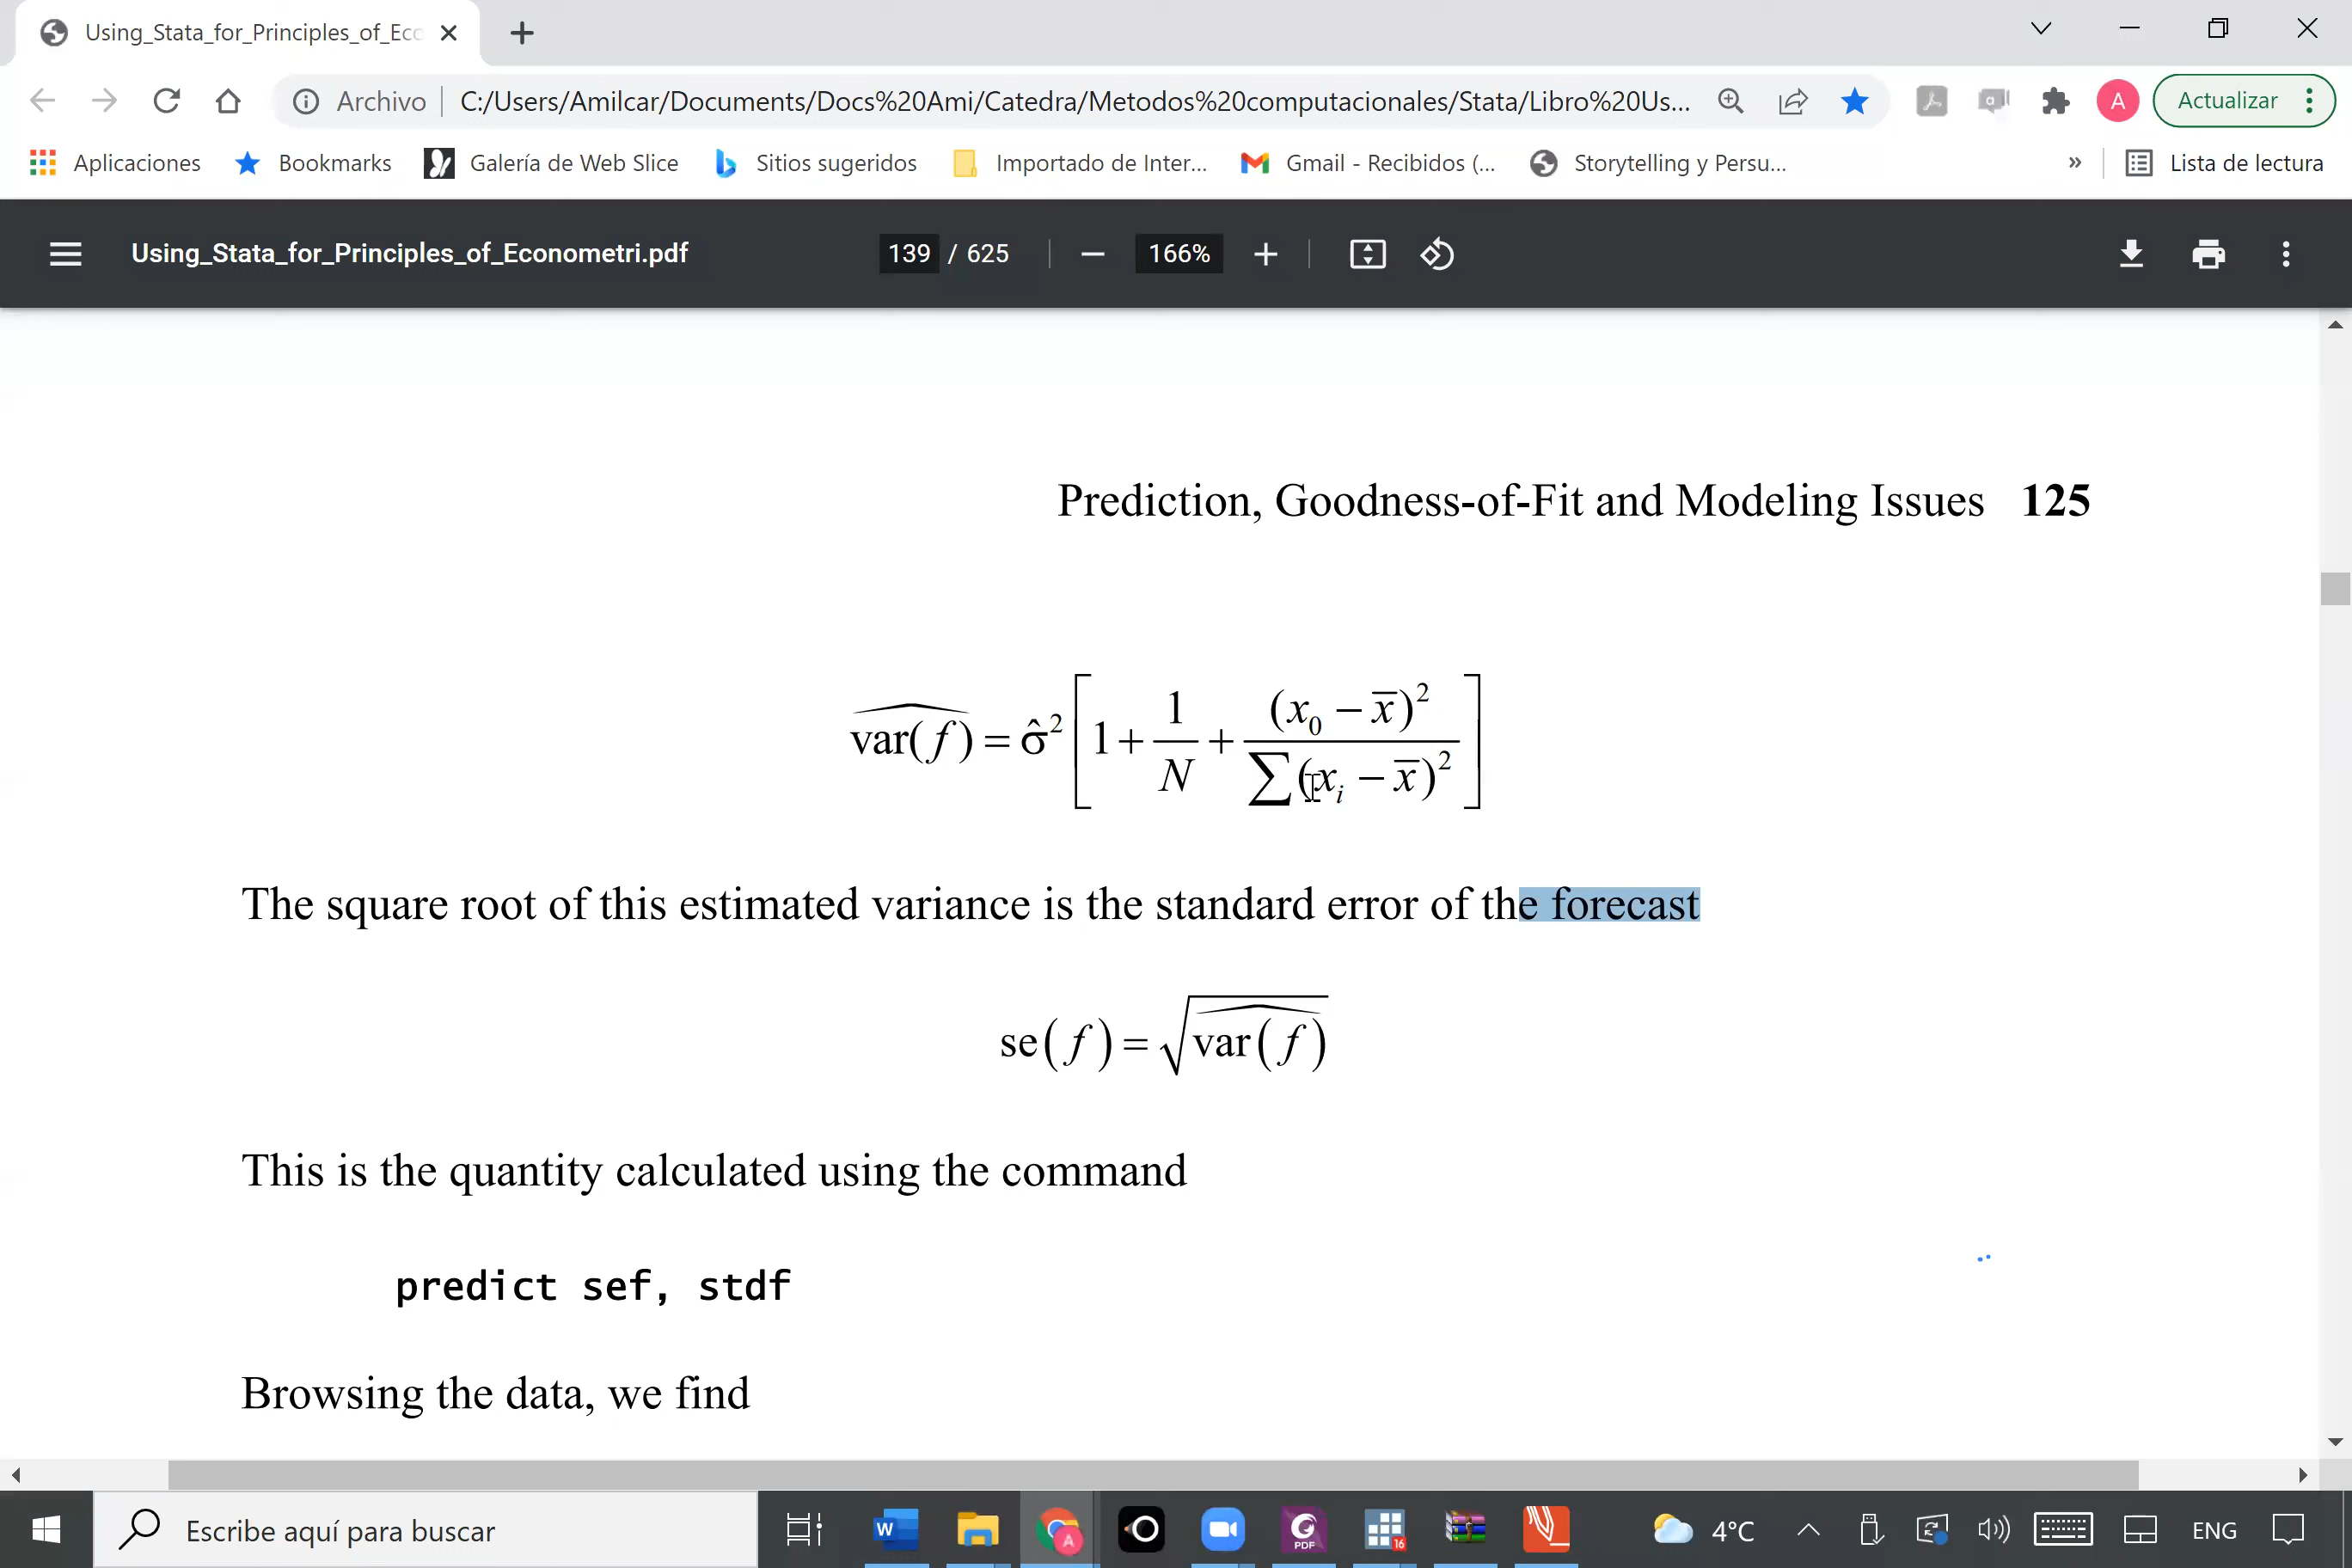 Using_Stata_for_Principles_of_Ecc
Archivo C:/Users/Amilcar/Documents/Docs%20Ami/Catedra/Metodos%20computacionales/Stata/Libro%20Us... A Actualizar
Aplicaciones Bookmarks Galería de Web Slice Sitios sugeridos Importado de Inter... Gmail - Recibidos (... Storytelling y Persu... » Lista de lectura
Using_Stata_for_Principles_of_Econometri.pdf 139 / 625 − 166% +
Prediction, Goodness-of-Fit and Modeling Issues 125
\widehat{var(f)} = σ̂² [1 + 1/N + (x₀ − x̄)² / ∑(xᵢ − x̄)²]
The square root of this estimated variance is the standard error of the forecast
se(f) = √\widehat{var(f)}
This is the quantity calculated using the command
predict sef, stdf
Browsing the data, we find
Escribe aquí para buscar W A PDF 16 4°C ENG